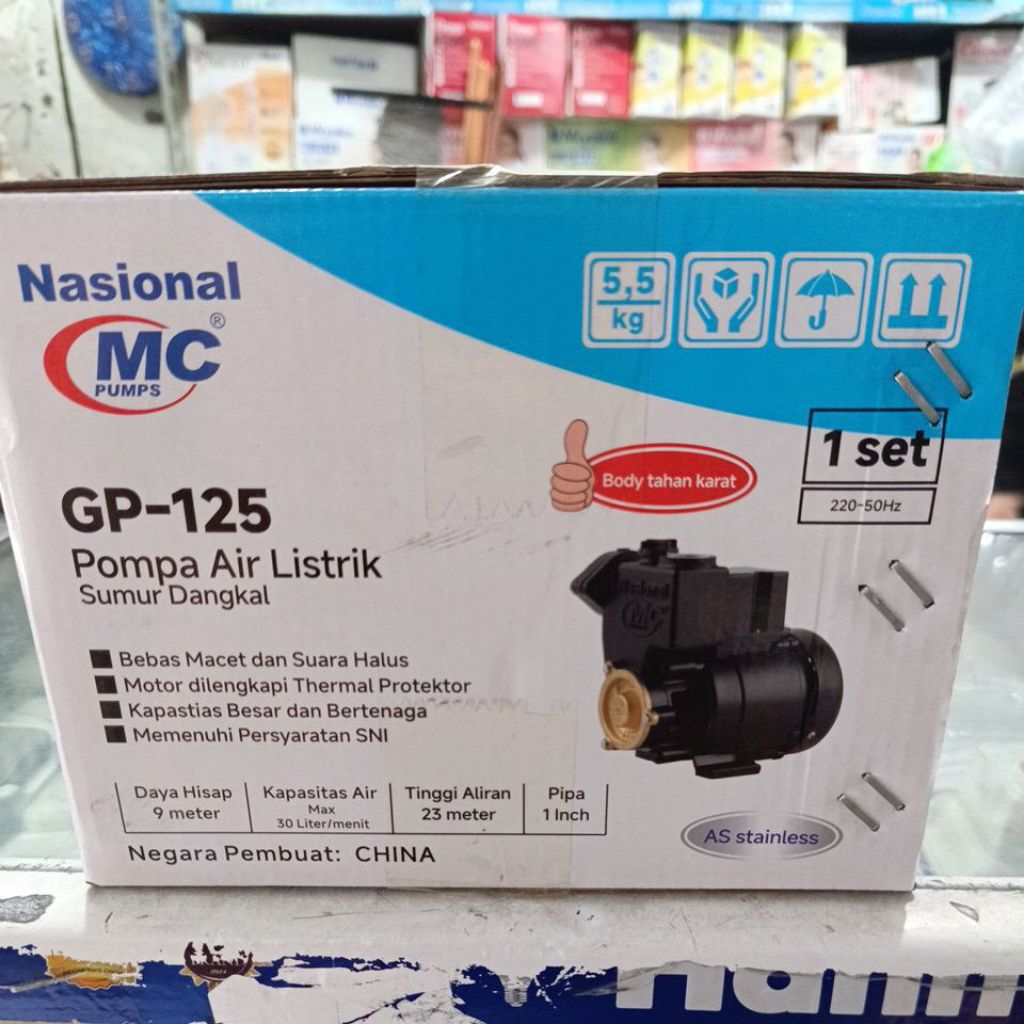 Nasional
MC®
PUMPS
5,5
kg
1 set
220-50Hz
Body tahan karat
GP-125
Pompa Air Listrik
Sumur Dangkal
Nasional
MC
Bebas Macet dan Suara Halus
Motor dilengkapi Thermal Protektor
Kapastias Besar dan Bertenaga
Memenuhi Persyaratan SNI
Daya Hisap
9 meter
Kapasitas Air
Max
30 Liter/menit
Tinggi Aliran
23 meter
Pipa
1 Inch
AS stainless
Negara Pembuat: CHINA